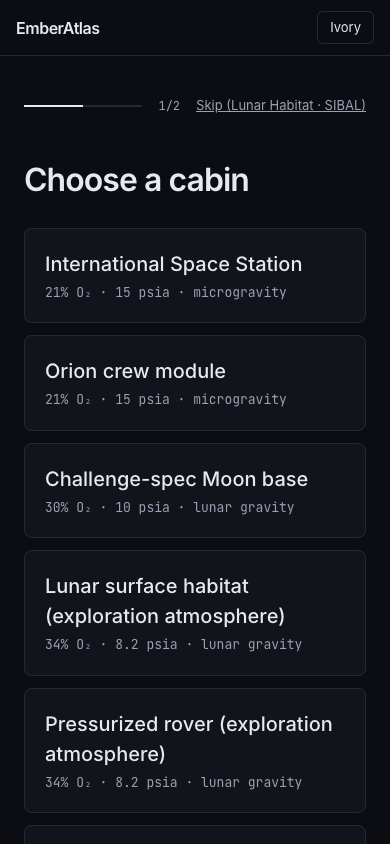 EmberAtlas
Ivory
1/2
Skip (Lunar Habitat · SIBAL)
Choose a cabin
International Space Station
21% O₂ · 15 psia · microgravity
Orion crew module
21% O₂ · 15 psia · microgravity
Challenge-spec Moon base
30% O₂ · 10 psia · lunar gravity
Lunar surface habitat
(exploration atmosphere)
34% O₂ · 8.2 psia · lunar gravity
Pressurized rover (exploration
atmosphere)
34% O₂ · 8.2 psia · lunar gravity